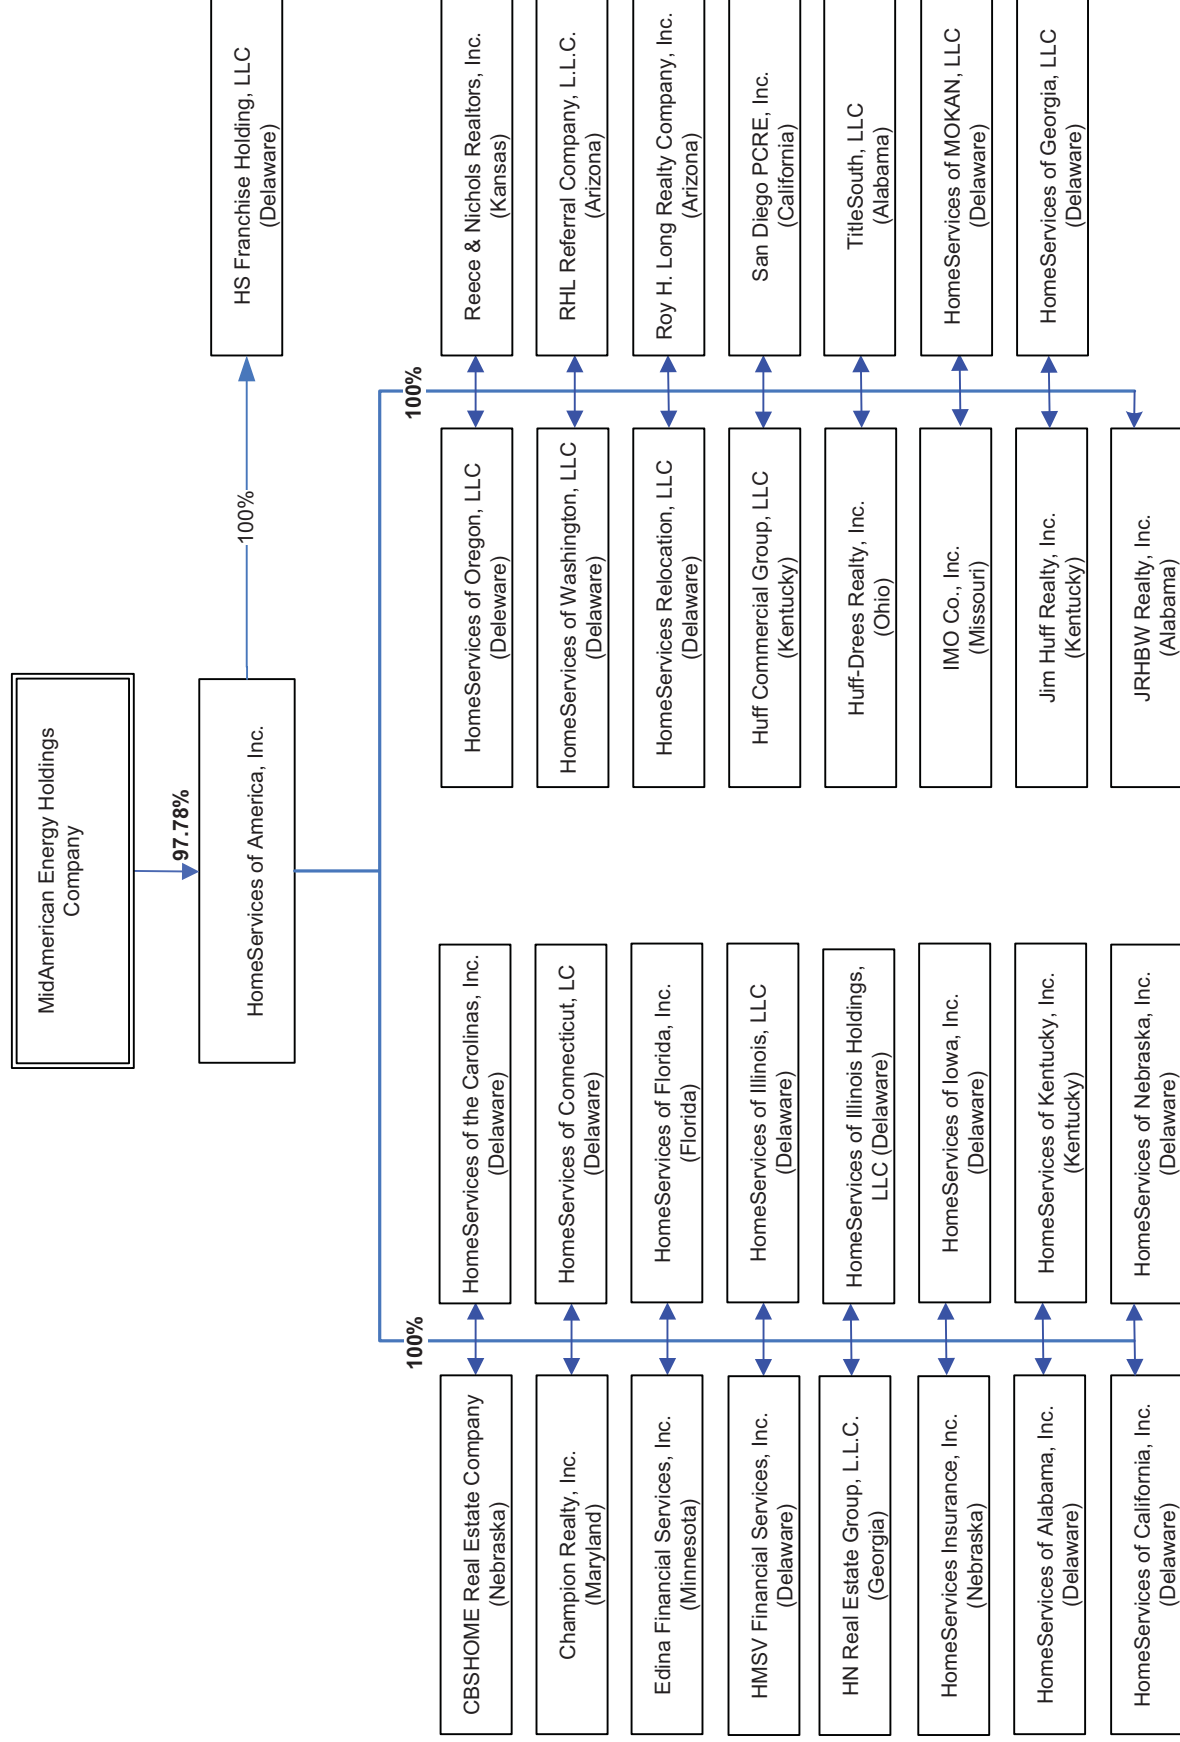 MidAmerican Energy Holdings
Company
97.78%
HomeServices of America, Inc.
100%
HS Franchise Holding, LLC
(Delaware)
100%
100%
CBSHOME Real Estate Company
(Nebraska)
HomeServices of the Carolinas, Inc.
(Delaware)
HomeServices of Oregon, LLC
(Deleware)
Reece & Nichols Realtors, Inc.
(Kansas)
Champion Realty, Inc.
(Maryland)
HomeServices of Connecticut, LC
(Delaware)
HomeServices of Washington, LLC
(Delaware)
RHL Referral Company, L.L.C.
(Arizona)
Edina Financial Services, Inc.
(Minnesota)
HomeServices of Florida, Inc.
(Florida)
HomeServices Relocation, LLC
(Delaware)
Roy H. Long Realty Company, Inc.
(Arizona)
HMSV Financial Services, Inc.
(Delaware)
HomeServices of Illinois, LLC
(Delaware)
Huff Commercial Group, LLC
(Kentucky)
San Diego PCRE, Inc.
(California)
HN Real Estate Group, L.L.C.
(Georgia)
HomeServices of Illinois Holdings,
LLC (Delaware)
Huff-Drees Realty, Inc.
(Ohio)
TitleSouth, LLC
(Alabama)
HomeServices Insurance, Inc.
(Nebraska)
HomeServices of Iowa, Inc.
(Delaware)
IMO Co., Inc.
(Missouri)
HomeServices of MOKAN, LLC
(Delaware)
HomeServices of Alabama, Inc.
(Delaware)
HomeServices of Kentucky, Inc.
(Kentucky)
Jim Huff Realty, Inc.
(Kentucky)
HomeServices of Georgia, LLC
(Delaware)
HomeServices of California, Inc.
(Delaware)
HomeServices of Nebraska, Inc.
(Delaware)
JRHBW Realty, Inc.
(Alabama)